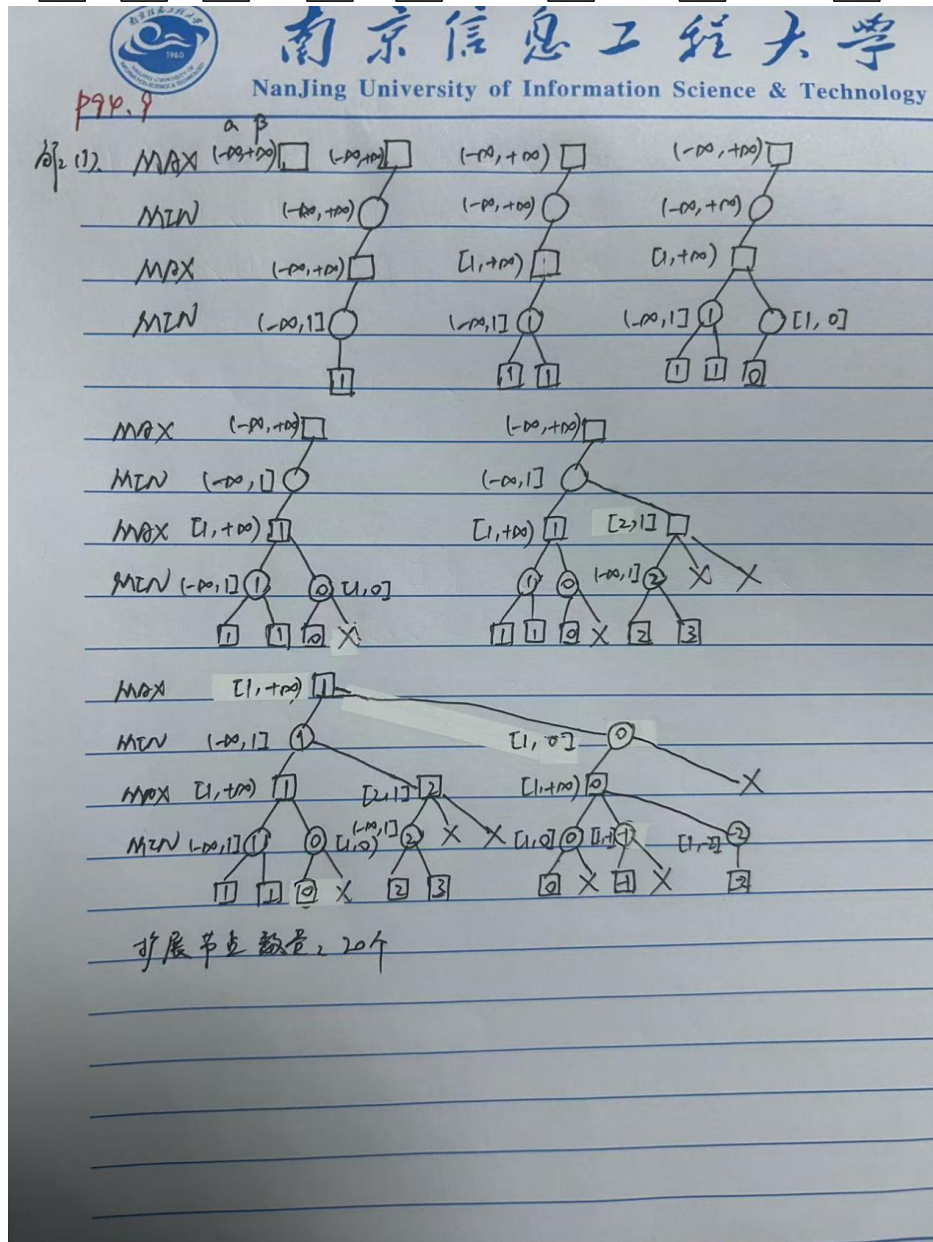 南京信息工程大学
NanJing University of Information Science & Technology
1960
P94.9
α β
解:(1). MAX (-∞,+∞) (-∞,+∞) (-∞,+∞) (-∞,+∞)
MIN (-∞,+∞) (-∞,+∞) (-∞,+∞)
MAX (-∞,+∞) [1,+∞) [1,+∞)
MIN (-∞,1] (-∞,1] 1 (-∞,1] 1 [1,0]
1 1 1 1 1 0
MAX (-∞,+∞) (-∞,+∞)
MIN (-∞,1] (-∞,1]
MAX [1,+∞) 1 [1,+∞) 1 [2,1]
MIN (-∞,1] 1 0 [1,0] 1 0 (-∞,1] 2 X X
1 1 0 X 1 1 0 X 2 3
MAX [1,+∞) 1
MIN (-∞,1] 1 [1,0] 0
MAX [1,+∞) 1 [2,1] 2 [1,+∞) 0 X
MIN (-∞,1] 1 0 [1,0) (-∞,1] 2 X X [1,0] 0 [1,-1] -1 [1,-2] -2
1 1 0 X 2 3 0 X -1 X -2
扩展节点数量:20个